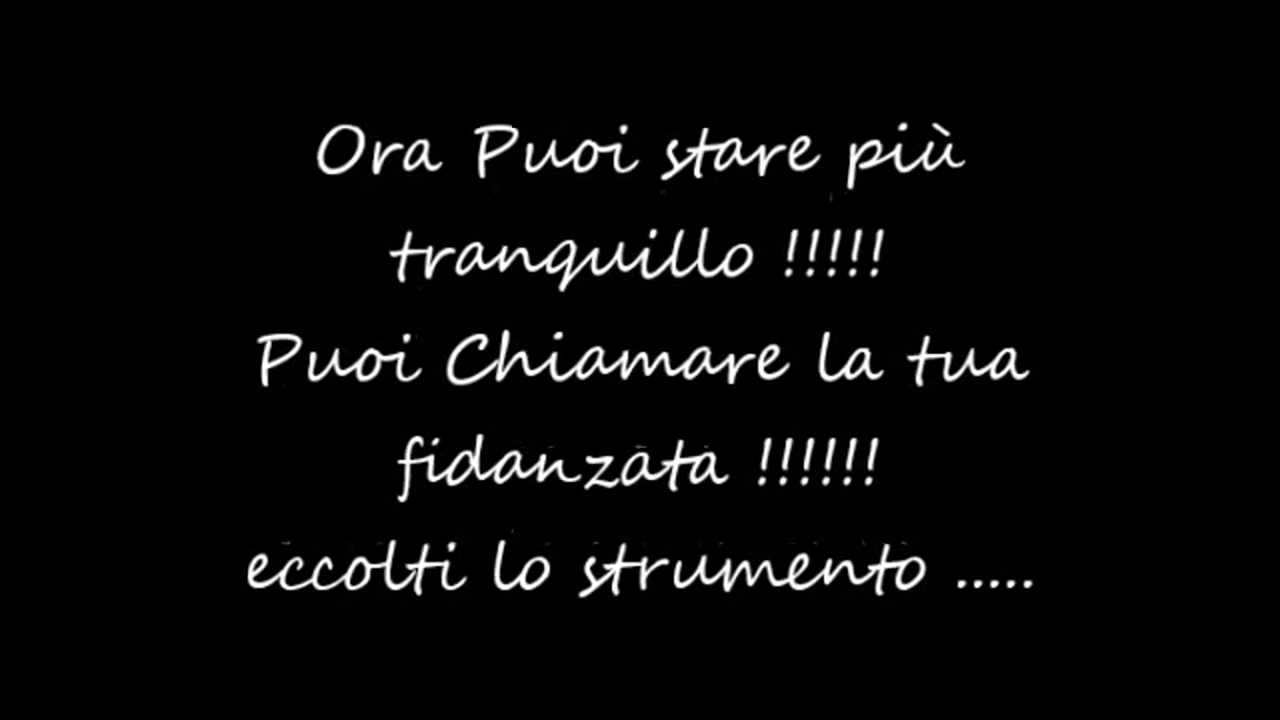 Ora Puoi stare più
tranquillo !!!!!
Puoi Chiamare la tua
fidanzata !!!!!!
eccolti lo strumento .....